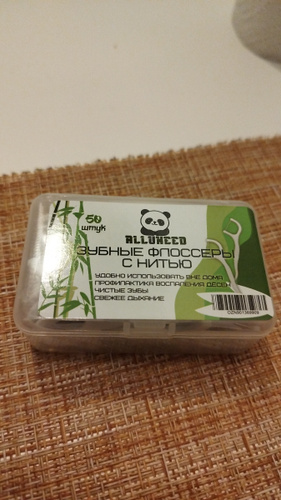 50
штук
ALLUNEED
ЗУБНЫЕ ФЛОССЕРЫ
С НИТЬЮ
УДОБНО ИСПОЛЬЗОВАТЬ ВНЕ ДОМА
ПРОФИЛАКТИКА ВОСПАЛЕНИЯ ДЕСЕН
ЧИСТЫЕ ЗУБЫ
СВЕЖЕЕ ДЫХАНИЕ